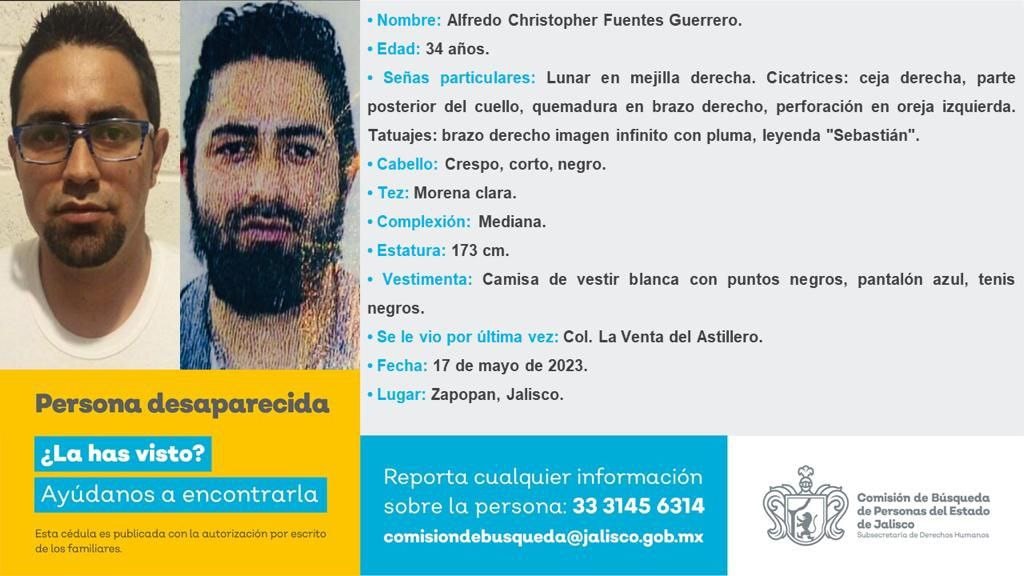 • Nombre: Alfredo Christopher Fuentes Guerrero.
• Edad: 34 años.
• Señas particulares: Lunar en mejilla derecha. Cicatrices: ceja derecha, parte
posterior del cuello, quemadura en brazo derecho, perforación en oreja izquierda.
Tatuajes: brazo derecho imagen infinito con pluma, leyenda "Sebastián".
• Cabello: Crespo, corto, negro.
• Tez: Morena clara.
• Complexión: Mediana.
• Estatura: 173 cm.
• Vestimenta: Camisa de vestir blanca con puntos negros, pantalón azul, tenis
negros.
• Se le vio por última vez: Col. La Venta del Astillero.
• Fecha: 17 de mayo de 2023.
• Lugar: Zapopan, Jalisco.
Persona desaparecida
¿La has visto?
Ayúdanos a encontrarla
Esta cédula es publicada con la autorización por escrito
de los familiares.
Reporta cualquier información
sobre la persona: 33 3145 6314
comisiondebusqueda@jalisco.gob.mx
Comisión de Búsqueda
de Personas del Estado
de Jalisco
Subsecretaría de Derechos Humanos